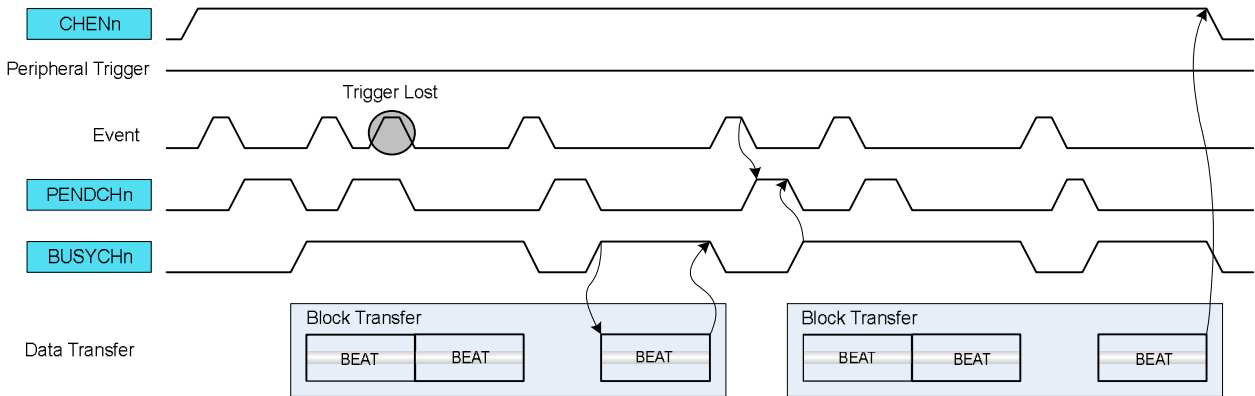 CHENn
Peripheral Trigger
Trigger Lost
Event
PENDCHn
BUSYCHn
Block Transfer
Block Transfer
Data Transfer
BEAT
BEAT
BEAT
BEAT
BEAT
BEAT